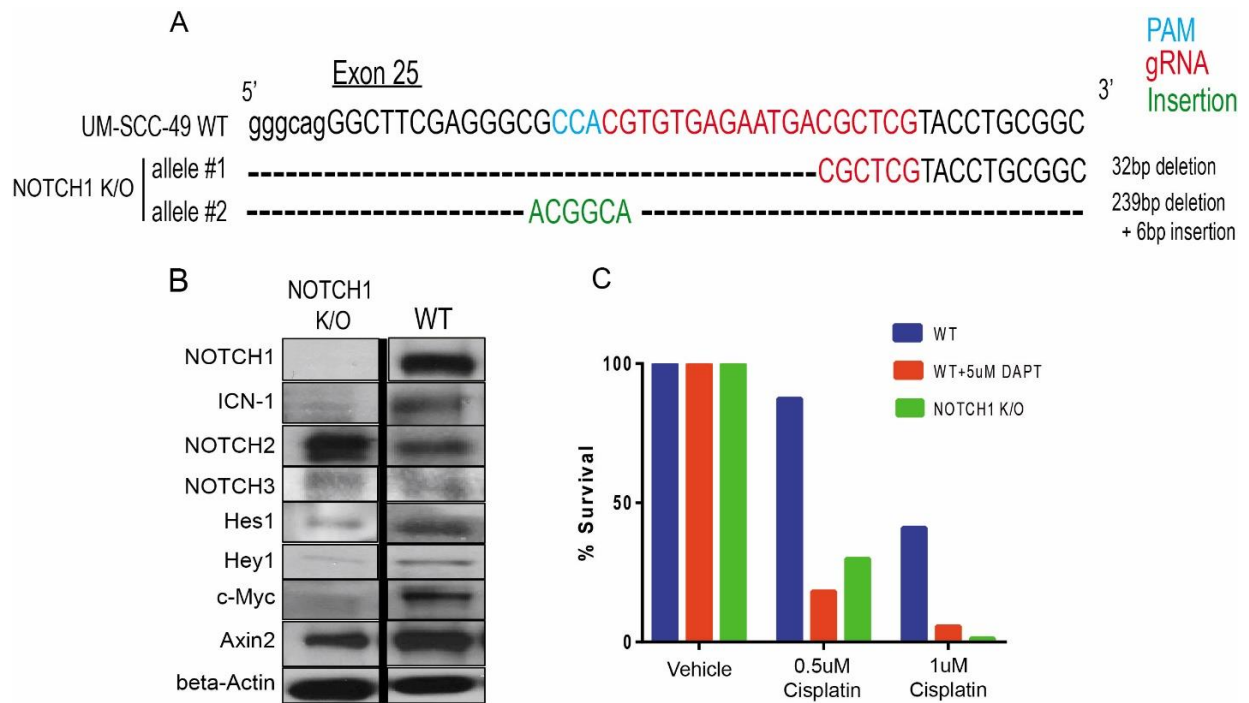 A
PAM
gRNA
Insertion
Exon 25
5’
3’
UM-SCC-49 WT gggcagGGCTTCGAGGGCGCCACGTGTGAGAATGACGCTCGTACCTGCGGC
NOTCH1 K/O
allele #1 CGCTCGTACCTGCGGC 32bp deletion
allele #2 ACGGCA 239bp deletion
+ 6bp insertion
B
NOTCH1
K/O
WT
NOTCH1
ICN-1
NOTCH2
NOTCH3
Hes1
Hey1
c-Myc
Axin2
beta-Actin
C
WT
WT+5uM DAPT
NOTCH1 K/O
% Survival
100
50
0
Vehicle
0.5uM
Cisplatin
1uM
Cisplatin